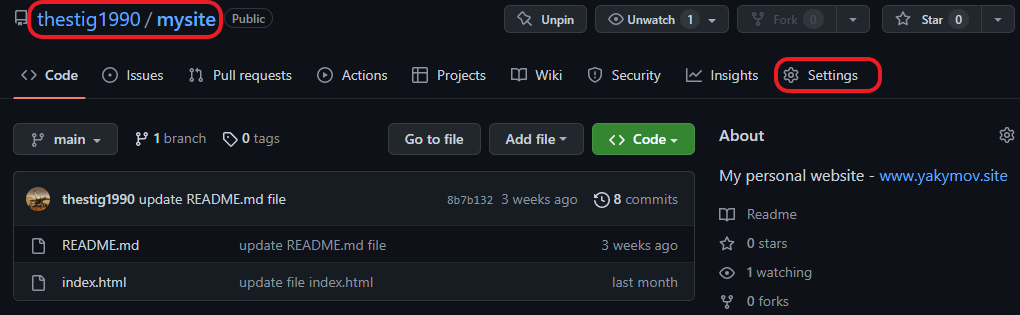 thestig1990 / mysite Public Unpin Unwatch 1 Fork 0 Star 0
Code Issues Pull requests Actions Projects Wiki Security Insights Settings
main 1 branch 0 tags Go to file Add file Code
thestig1990 update README.md file 8b7b132 3 weeks ago 8 commits
README.md update README.md file 3 weeks ago
index.html update file index.html last month
About
My personal website - www.yakymov.site
Readme
0 stars
1 watching
0 forks